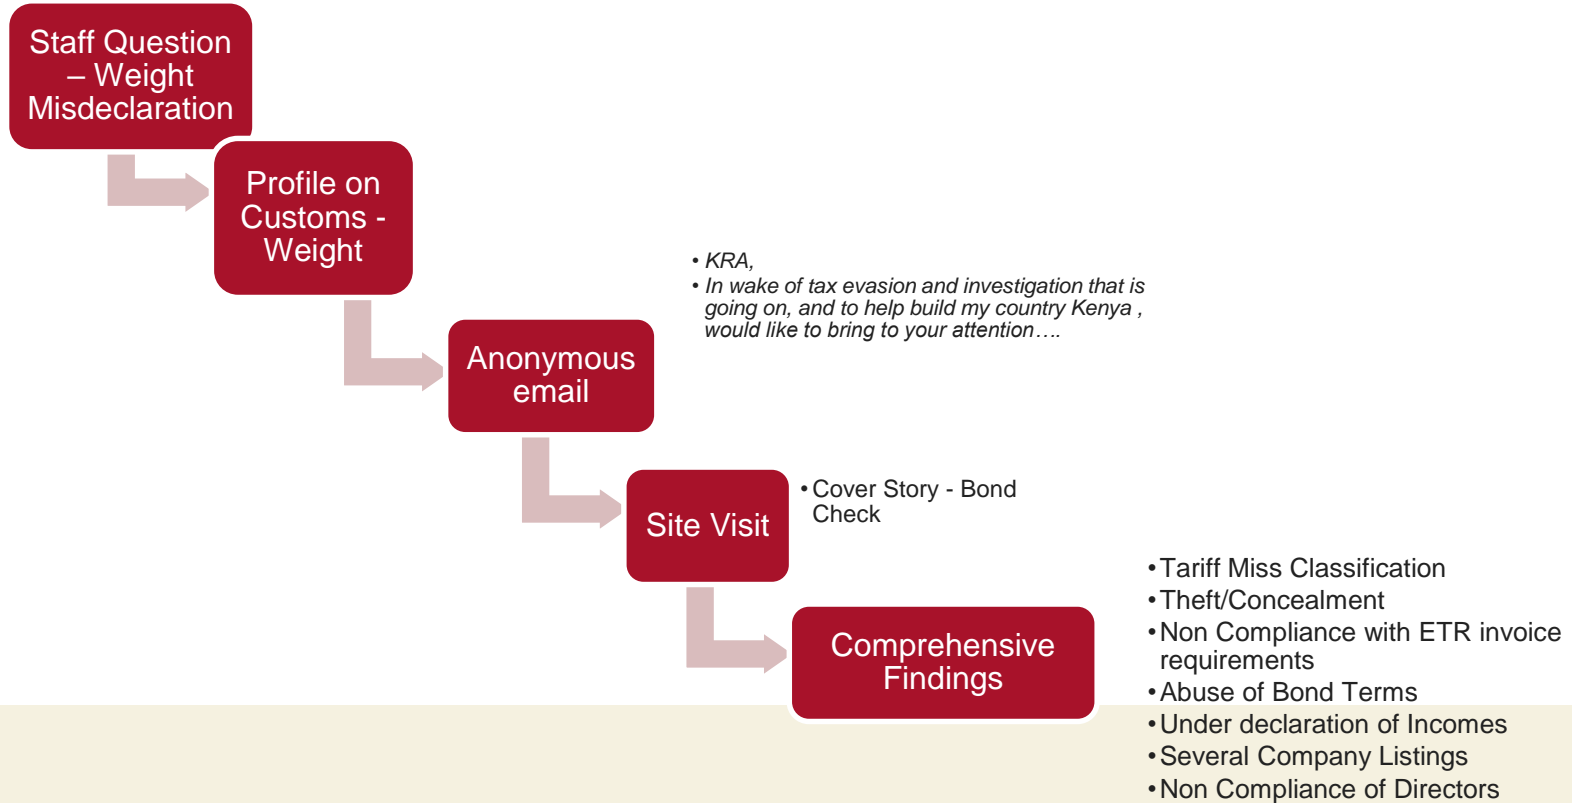 Staff Question
– Weight
Misdeclaration
Profile on
Customs -
Weight
• KRA,
• In wake of tax evasion and investigation that is
going on, and to help build my country Kenya ,
would like to bring to your attention….
Anonymous
email
Site Visit
• Cover Story - Bond
Check
Comprehensive
Findings
• Tariff Miss Classification
• Theft/Concealment
• Non Compliance with ETR invoice
requirements
• Abuse of Bond Terms
• Under declaration of Incomes
• Several Company Listings
• Non Compliance of Directors